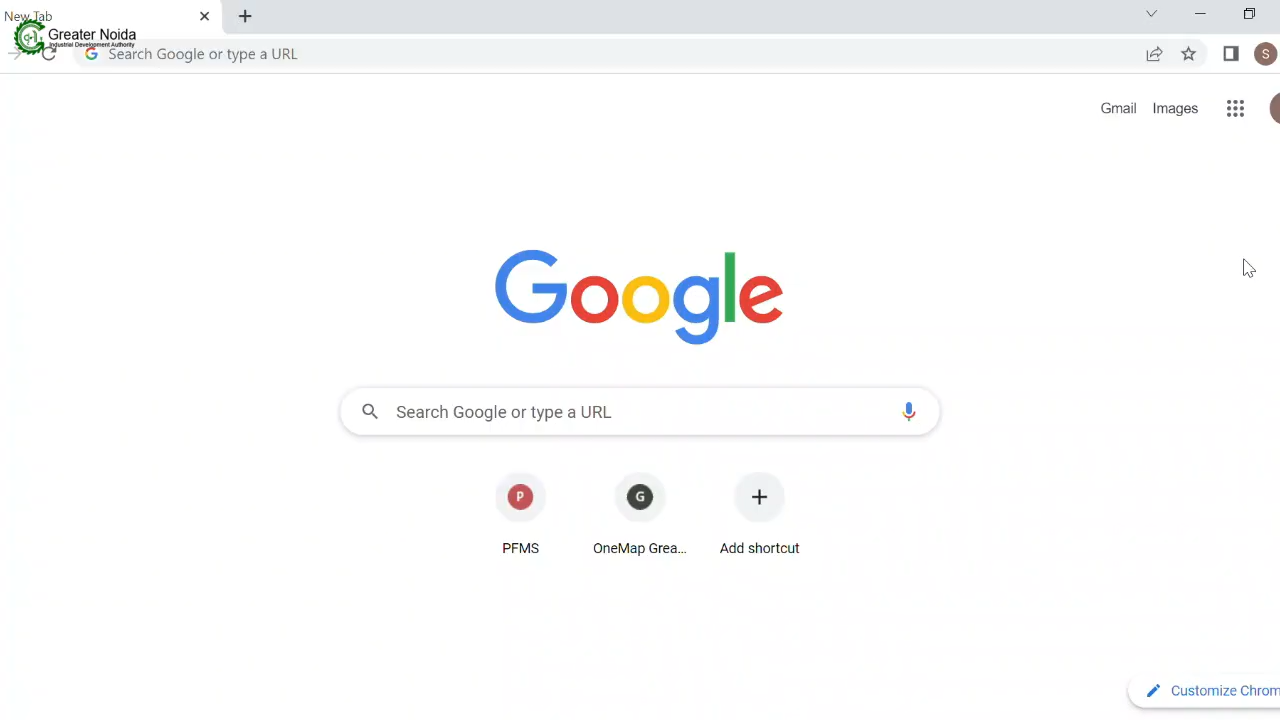 New Tab
Greater Noida
Industrial Development Authority
Search Google or type a URL
S
Gmail Images
Google
Search Google or type a URL
P G
PFMS OneMap Grea... Add shortcut
Customize Chrom